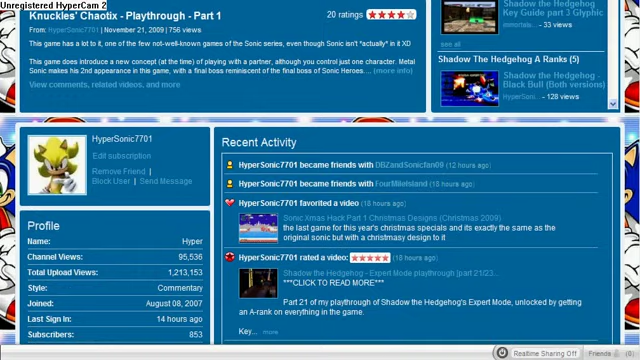 Unregistered HyperCam 2
Knuckles' Chaotix - Playthrough - Part 1
20 ratings
From: HyperSonic7701 | November 21, 2009 | 756 views
This game has a lot to it, one of the few not-well-known games of the Sonic series, even though Sonic isn't *actually* in it XD
This game does introduce a new concept (at the time) of playing with a partner, although you control just one character. Metal
Sonic makes his 2nd appearance in this game, with a final boss reminiscent of the final boss of Sonic Heroes.... (more info)
View comments, related videos, and more
Shadow The Hedgehog
Key Guide part 3 Glyphic
- 33 views
see all
Shadow The Hedgehog A Ranks (5)
Shadow the Hedgehog -
Black Bull (Both versions)
HyperSoni... - 128 views
HyperSonic7701
Edit subscription
Remove Friend |
Block User | Send Message
Profile
Name: Hyper
Channel Views: 95,536
Total Upload Views: 1,213,153
Style: Commentary
Joined: August 08, 2007
Last Sign In: 14 hours ago
Subscribers: 853
Recent Activity
HyperSonic7701 became friends with DBZandSonicfan09 (12 hours ago)
HyperSonic7701 became friends with FourMileIsland (18 hours ago)
HyperSonic7701 favorited a video (18 hours ago)
Sonic Xmas Hack Part 1 Christmas Designs (Christmas 2009)
the last game for this year's christmas specials and its exactly the same as the
original sonic but with a christmasy design to it
HyperSonic7701 rated a video: (18 hours ago)
Shadow the Hedgehog - Expert Mode playthrough [part 21/23...
***CLICK TO READ MORE***
Part 21 of my playthrough of Shadow the Hedgehog's Expert Mode, unlocked by getting
an A-rank on everything in the game.
Key... more
Realtime Sharing Off
Friends
(0)